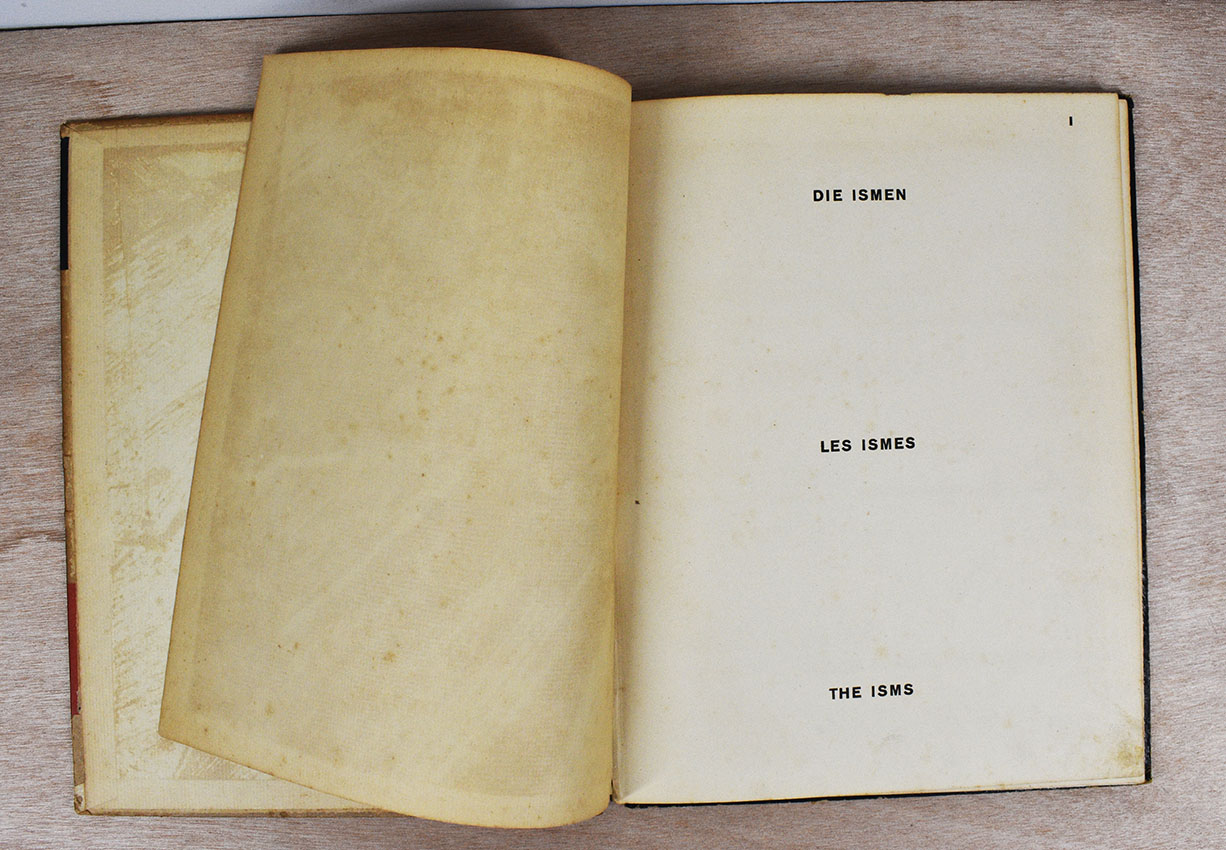 I
DIE ISMEN
LES ISMES
THE ISMS